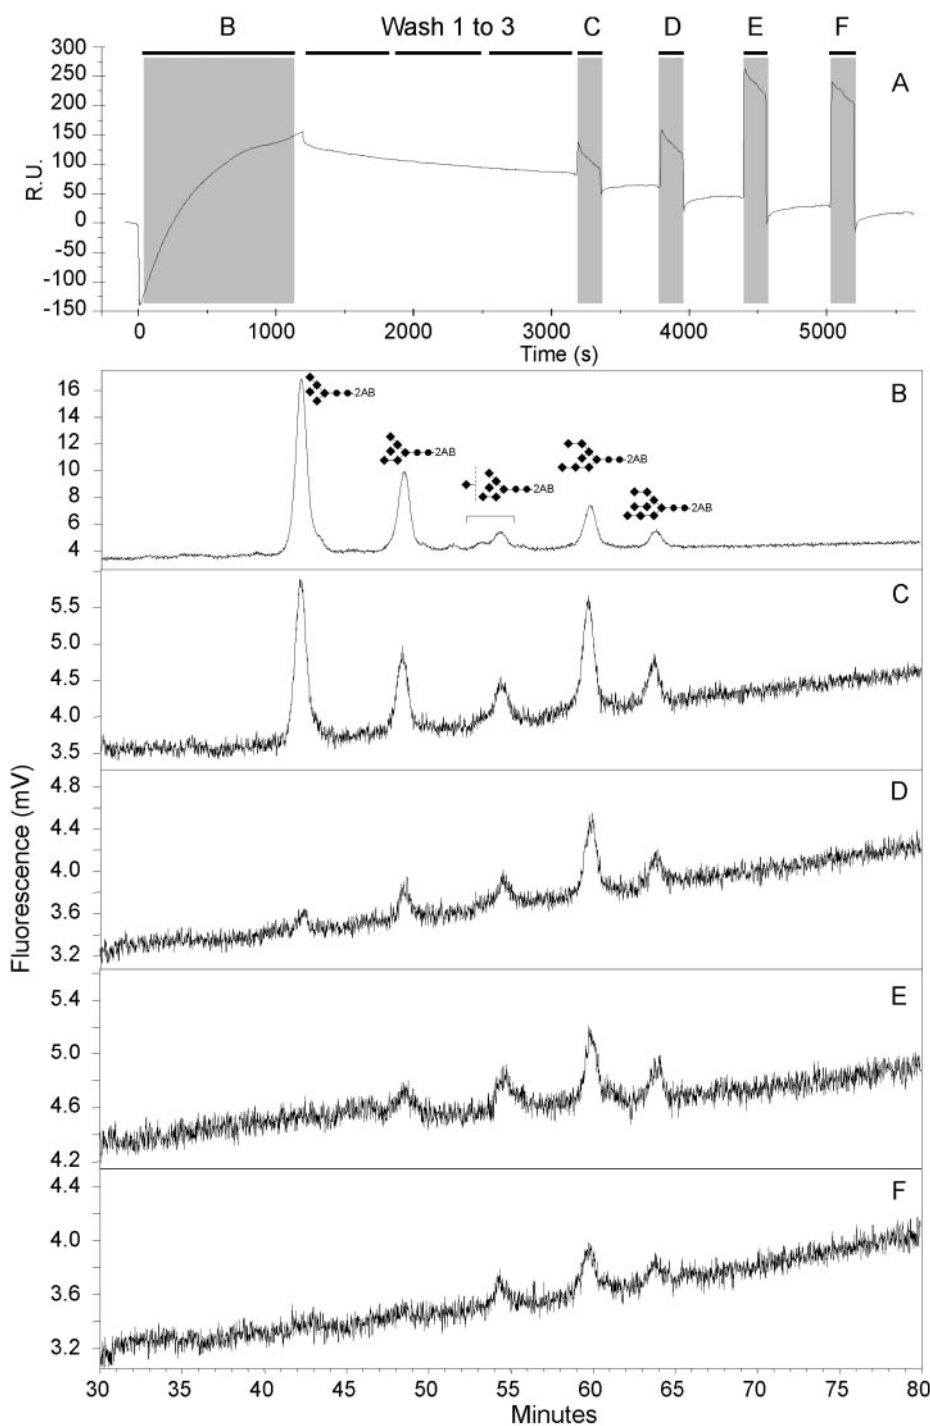 B Wash 1 to 3 C D E F
300
250
200
150
100
50
0
-50
-100
-150
R.U.
A
0 1000 2000 3000 4000 5000
Time (s)
B
16
14
12
10
8
6
4
2AB
2AB
2AB
2AB
2AB
C
5.5
5.0
4.5
4.0
3.5
D
4.8
4.4
4.0
3.6
3.2
Fluorescence (mV)
E
5.4
5.0
4.6
4.2
F
4.4
4.0
3.6
3.2
30 35 40 45 50 55 60 65 70 75 80
Minutes